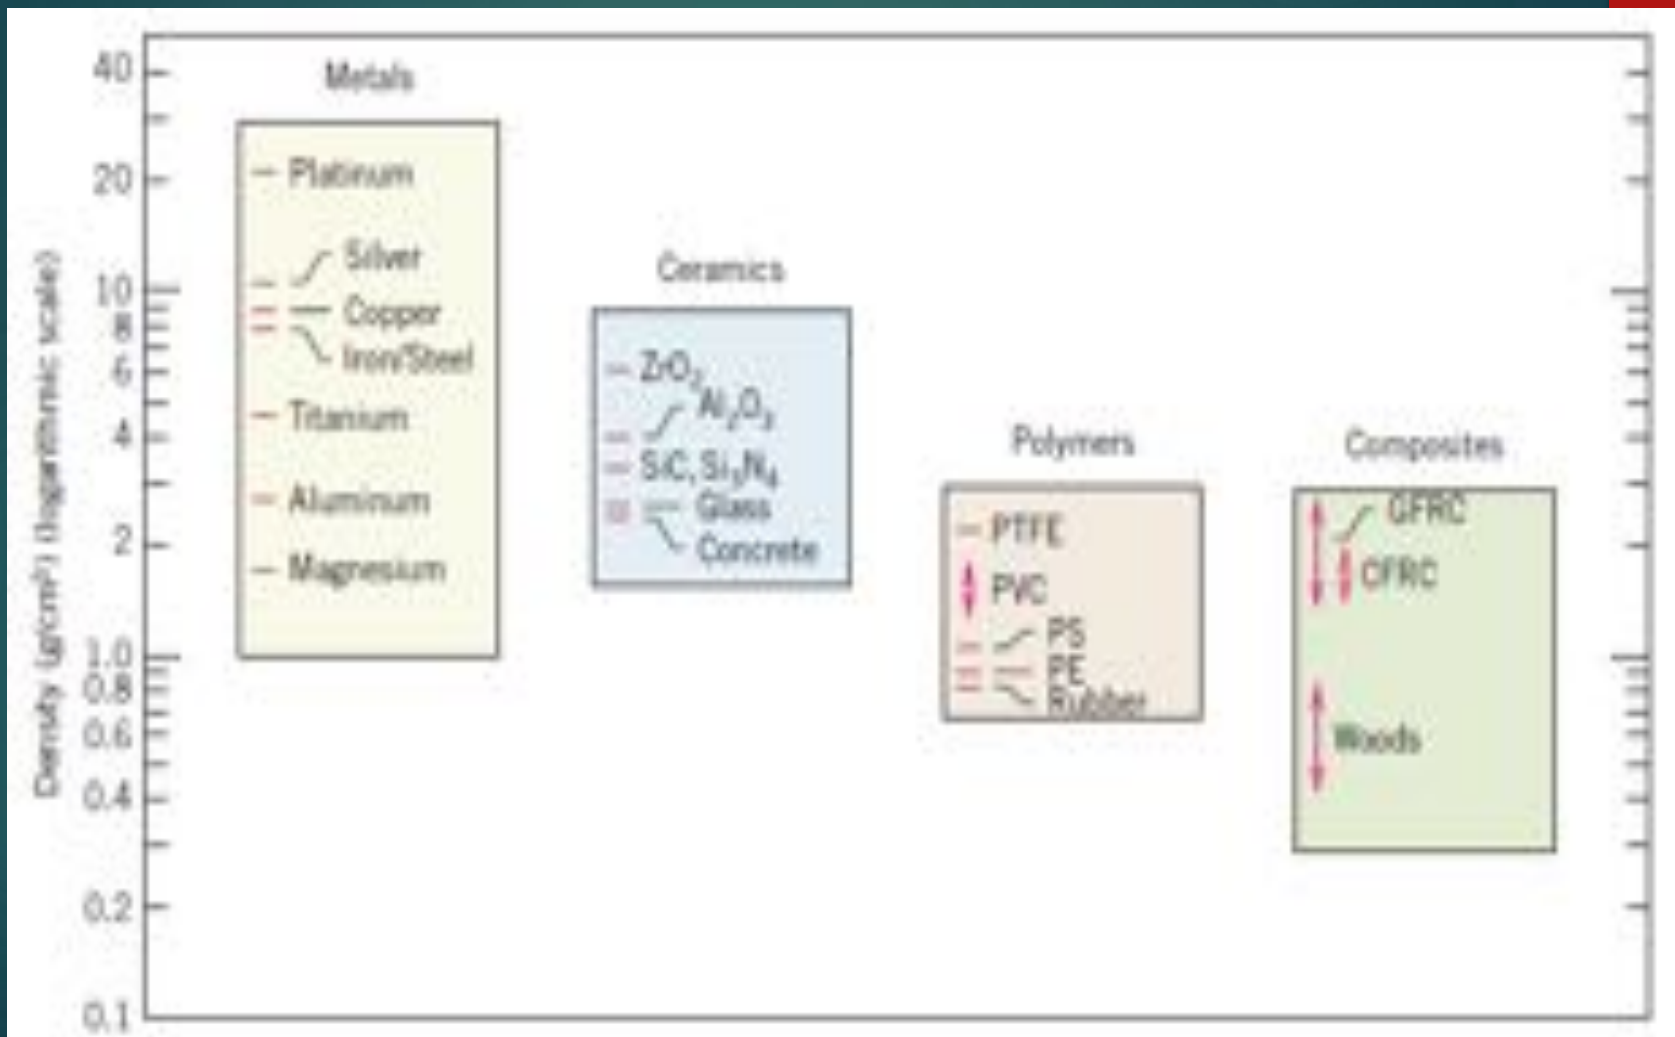 Density (g/cm³) (logarithmic scale)
40
20
10
8
6
4
2
1.0
0.8
0.6
0.4
0.2
0.1
Metals
Platinum
Silver
Copper
Iron/Steel
Titanium
Aluminum
Magnesium
Ceramics
ZrO₂
Al₂O₃
SiC, Si₃N₄
Glass
Concrete
Polymers
PTFE
PVC
PS
PE
Rubber
Composites
GFRC
CFRC
Woods